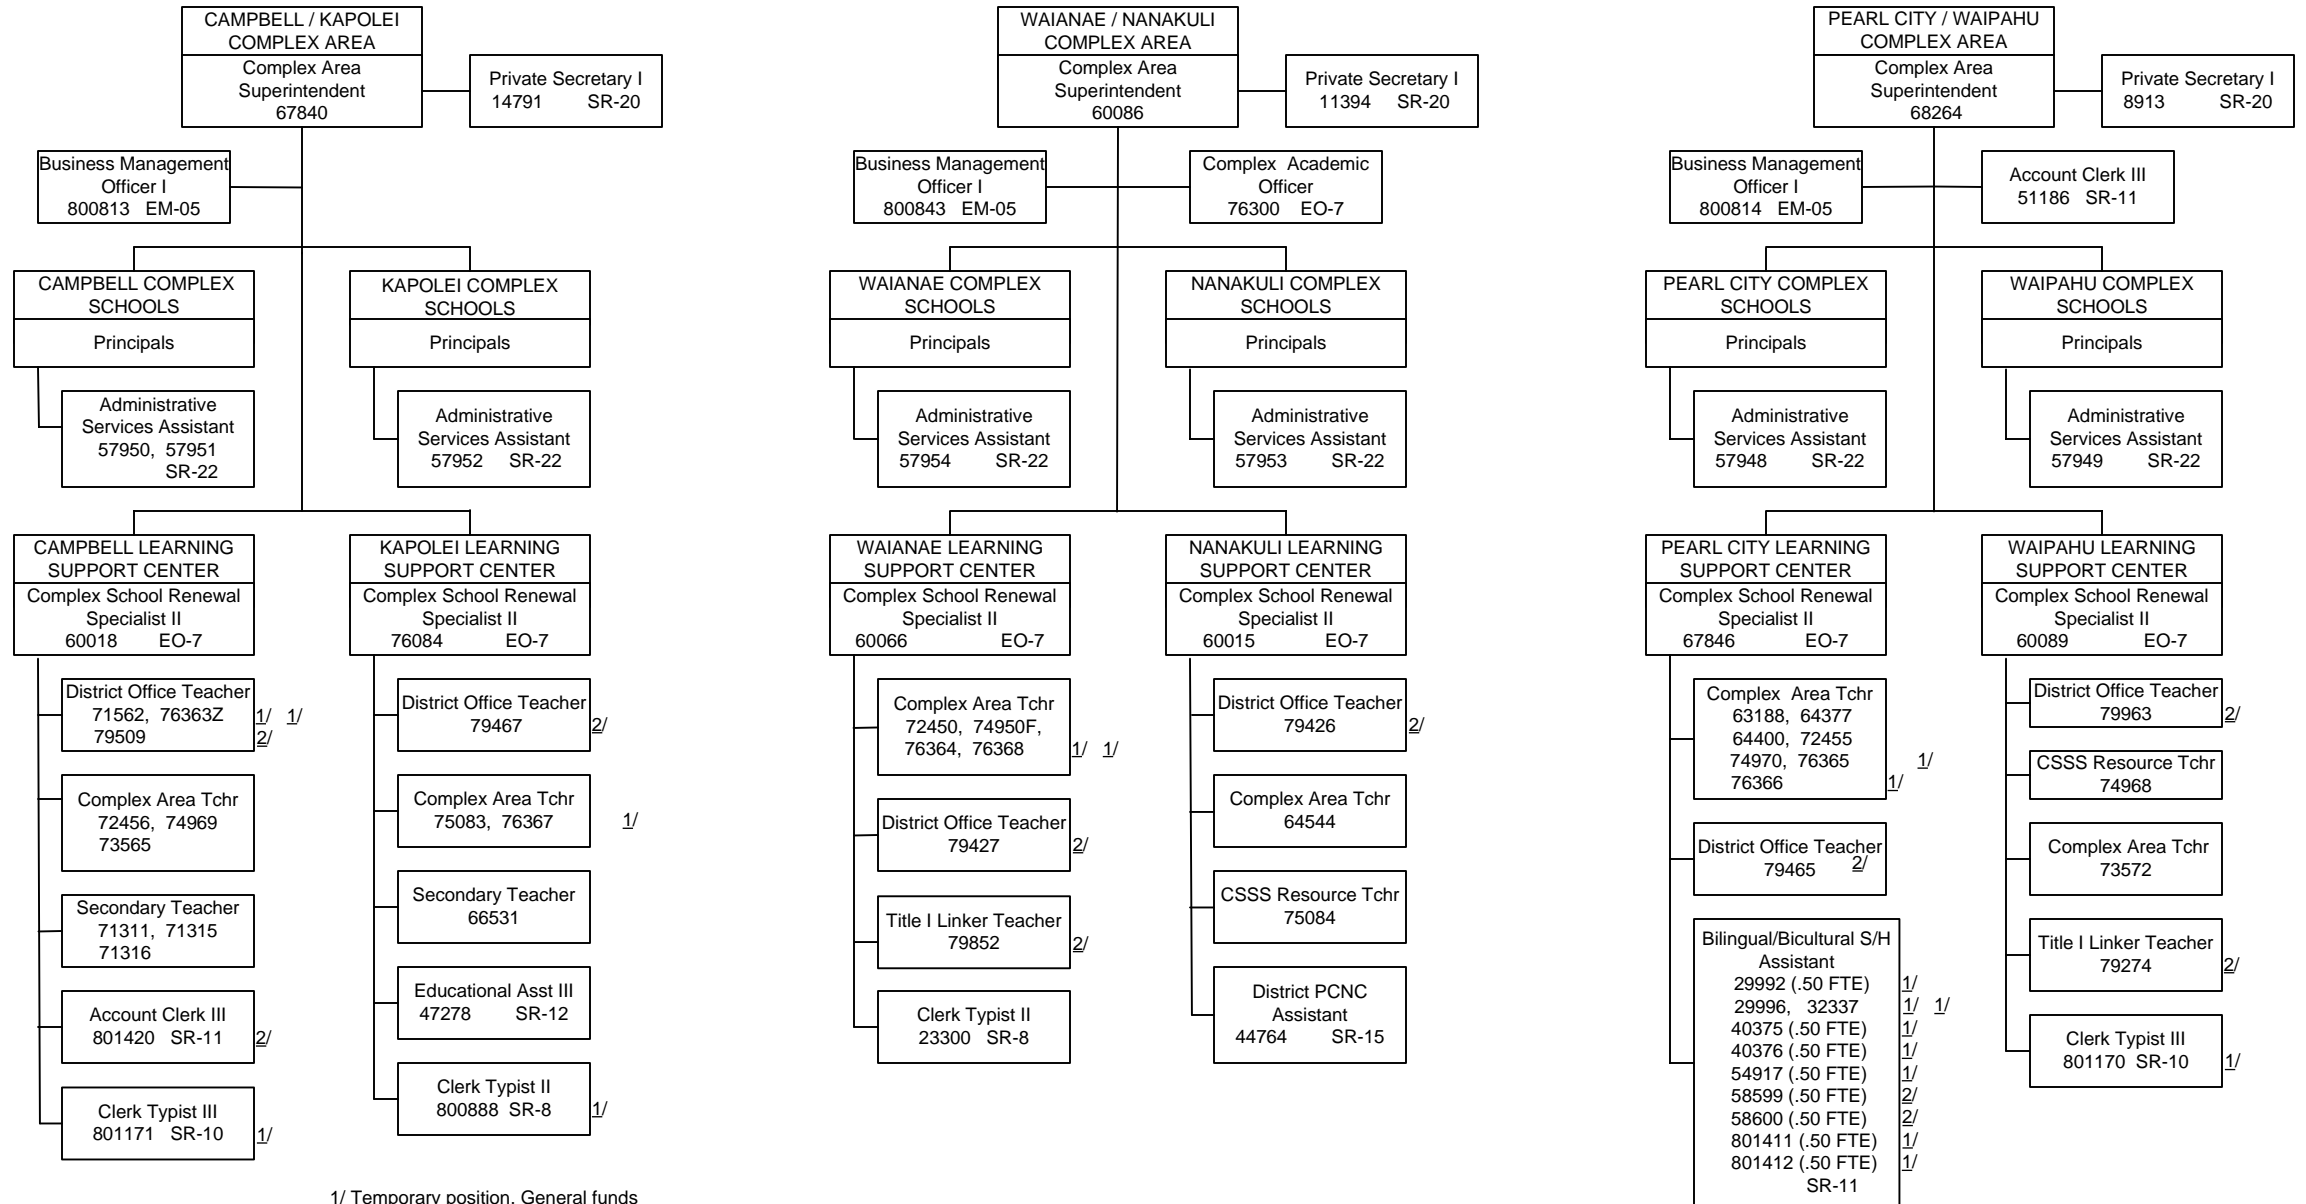 CAMPBELL / KAPOLEI
COMPLEX AREA
Complex Area
Superintendent
67840
Private Secretary I
14791 SR-20
Business Management
Officer I
800813 EM-05
CAMPBELL COMPLEX
SCHOOLS
Principals
Administrative
Services Assistant
57950, 57951
SR-22
KAPOLEI COMPLEX
SCHOOLS
Principals
Administrative
Services Assistant
57952 SR-22
CAMPBELL LEARNING
SUPPORT CENTER
Complex School Renewal
Specialist II
60018 EO-7
District Office Teacher
71562, 76363Z 1/ 1/
79509 2/
Complex Area Tchr
72456, 74969
73565
Secondary Teacher
71311, 71315
71316
Account Clerk III
801420 SR-11 2/
Clerk Typist III
801171 SR-10 1/
KAPOLEI LEARNING
SUPPORT CENTER
Complex School Renewal
Specialist II
76084 EO-7
District Office Teacher
79467 2/
Complex Area Tchr
75083, 76367 1/
Secondary Teacher
66531
Educational Asst III
47278 SR-12
Clerk Typist II
800888 SR-8 1/
1/ Temporary position, General funds
WAIANAE / NANAKULI
COMPLEX AREA
Complex Area
Superintendent
60086
Private Secretary I
11394 SR-20
Business Management
Officer I
800843 EM-05
Complex Academic
Officer
76300 EO-7
WAIANAE COMPLEX
SCHOOLS
Principals
Administrative
Services Assistant
57954 SR-22
NANAKULI COMPLEX
SCHOOLS
Principals
Administrative
Services Assistant
57953 SR-22
WAIANAE LEARNING
SUPPORT CENTER
Complex School Renewal
Specialist II
60066 EO-7
Complex Area Tchr
72450, 74950F,
76364, 76368 1/ 1/
District Office Teacher
79427 2/
Title I Linker Teacher
79852 2/
Clerk Typist II
23300 SR-8
NANAKULI LEARNING
SUPPORT CENTER
Complex School Renewal
Specialist II
60015 EO-7
District Office Teacher
79426 2/
Complex Area Tchr
64544
CSSS Resource Tchr
75084
District PCNC
Assistant
44764 SR-15
PEARL CITY / WAIPAHU
COMPLEX AREA
Complex Area
Superintendent
68264
Private Secretary I
8913 SR-20
Business Management
Officer I
800814 EM-05
Account Clerk III
51186 SR-11
PEARL CITY COMPLEX
SCHOOLS
Principals
Administrative
Services Assistant
57948 SR-22
WAIPAHU COMPLEX
SCHOOLS
Principals
Administrative
Services Assistant
57949 SR-22
PEARL CITY LEARNING
SUPPORT CENTER
Complex School Renewal
Specialist II
67846 EO-7
Complex Area Tchr
63188, 64377
64400, 72455
74970, 76365 1/
76366 1/
District Office Teacher
79465 2/
Bilingual/Bicultural S/H
Assistant
29992 (.50 FTE) 1/
29996, 32337 1/ 1/
40375 (.50 FTE) 1/
40376 (.50 FTE) 1/
54917 (.50 FTE) 1/
58599 (.50 FTE) 2/
58600 (.50 FTE) 2/
801411 (.50 FTE) 1/
801412 (.50 FTE) 1/
SR-11
WAIPAHU LEARNING
SUPPORT CENTER
Complex School Renewal
Specialist II
60089 EO-7
District Office Teacher
79963 2/
CSSS Resource Tchr
74968
Complex Area Tchr
73572
Title I Linker Teacher
79274 2/
Clerk Typist III
801170 SR-10 1/